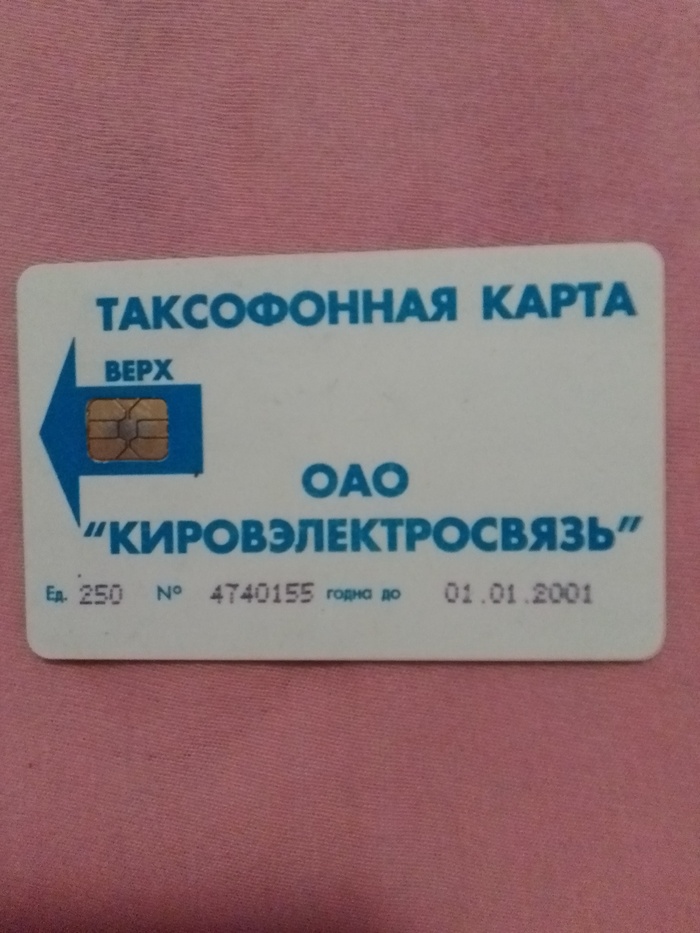 ТАКСОФОННАЯ КАРТА
ВЕРХ
ОАО
"КИРОВЭЛЕКТРОСВЯЗЬ"
Ед. 250 № 4740155 годна до 01.01.2001